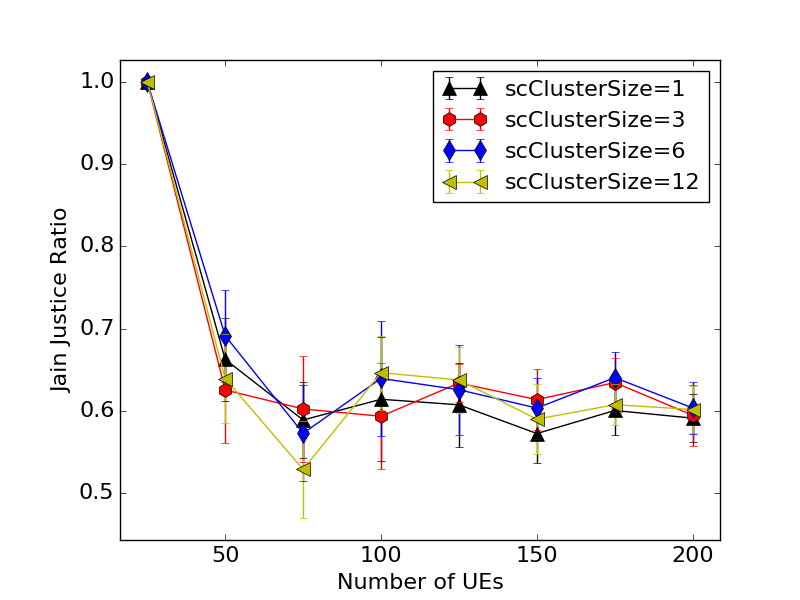 1.0
0.9
0.8
0.7
0.6
0.5
Jain Justice Ratio
scClusterSize=1
scClusterSize=3
scClusterSize=6
scClusterSize=12
50
100
150
200
Number of UEs